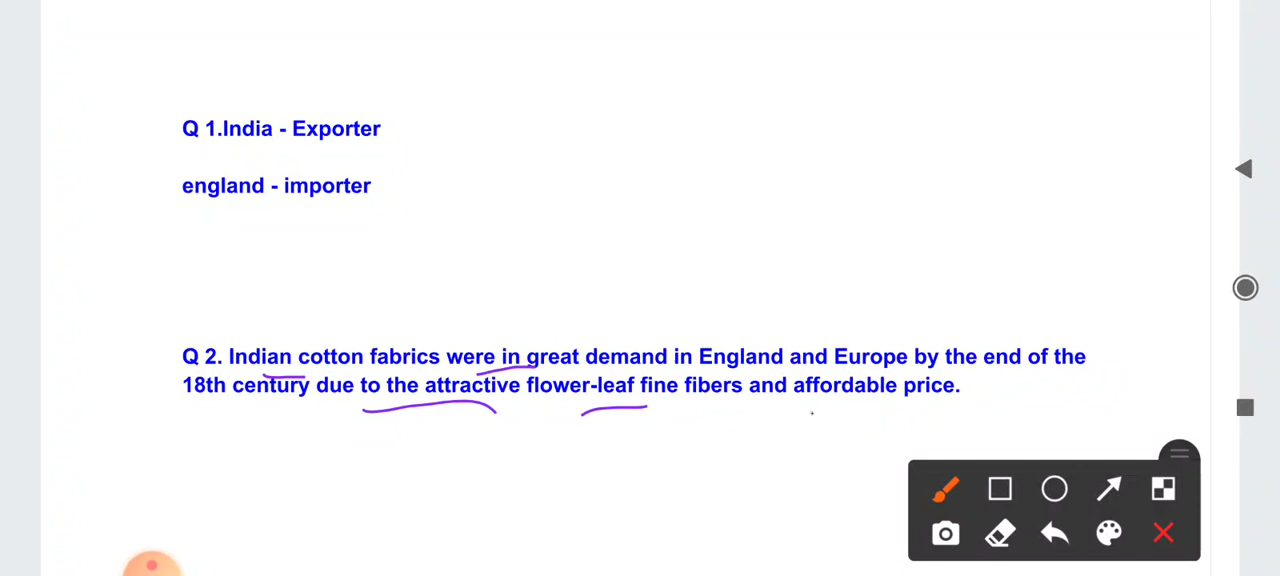 Q 1.India - Exporter
england - importer
Q 2. Indian cotton fabrics were in great demand in England and Europe by the end of the
18th century due to the attractive flower-leaf fine fibers and affordable price.